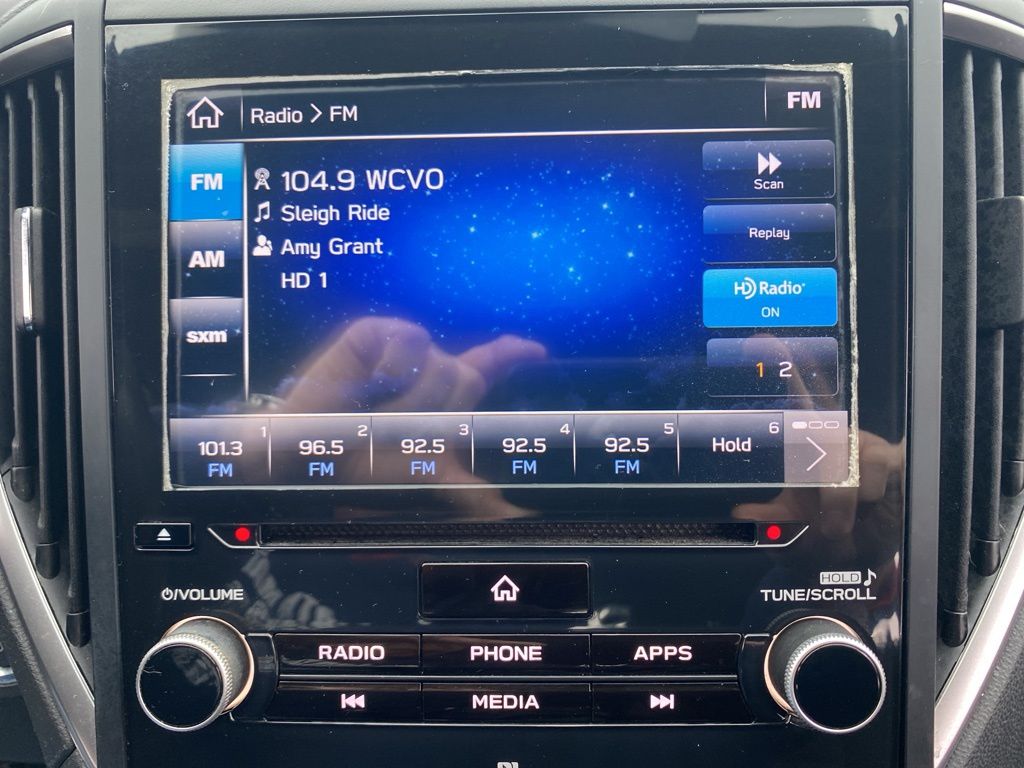 Radio > FM
FM
FM
104.9 WCVO
Sleigh Ride
Amy Grant
HD 1
AM
sxm
Scan
Replay
HD Radio
ON
1 2
1 2 3 4 5 6
101.3 96.5 92.5 92.5 92.5 Hold
FM FM FM FM FM
HOLD
/VOLUME TUNE/SCROLL
RADIO PHONE APPS
MEDIA